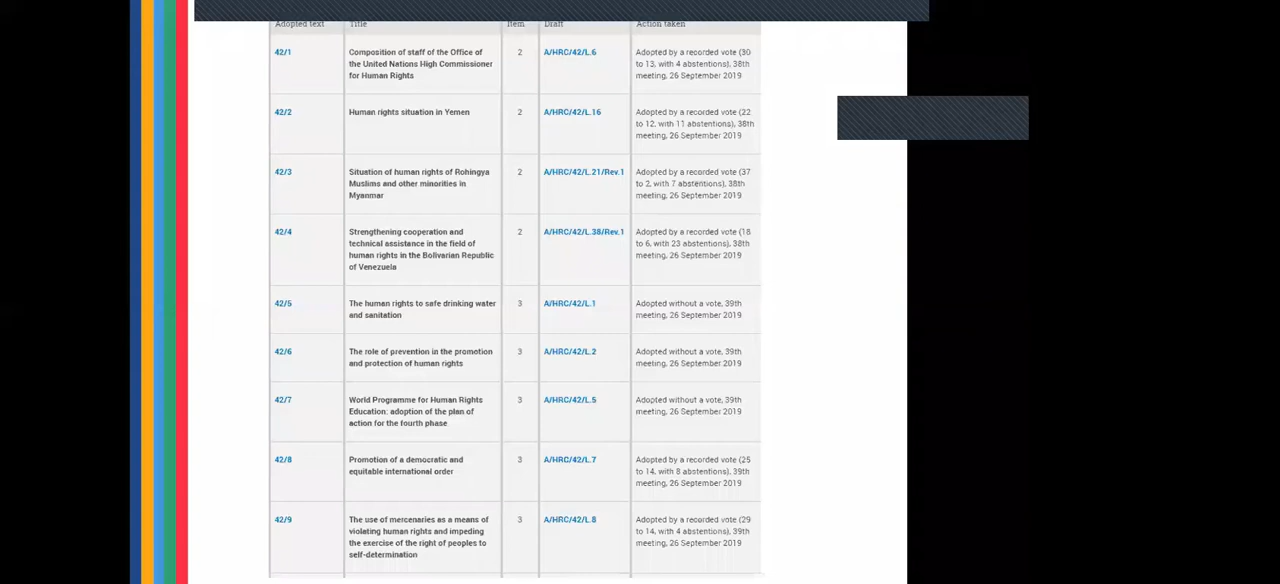 Adopted text Title Item Draft Action taken
42/1 Composition of staff of the Office of the United Nations High Commissioner for Human Rights 2 A/HRC/42/L.6 Adopted by a recorded vote (30 to 13, with 4 abstentions), 38th meeting, 26 September 2019
42/2 Human rights situation in Yemen 2 A/HRC/42/L.16 Adopted by a recorded vote (22 to 12, with 11 abstentions), 38th meeting, 26 September 2019
42/3 Situation of human rights of Rohingya Muslims and other minorities in Myanmar 2 A/HRC/42/L.21/Rev.1 Adopted by a recorded vote (37 to 2, with 7 abstentions), 38th meeting, 26 September 2019
42/4 Strengthening cooperation and technical assistance in the field of human rights in the Bolivarian Republic of Venezuela 2 A/HRC/42/L.38/Rev.1 Adopted by a recorded vote (18 to 6, with 23 abstentions), 38th meeting, 26 September 2019
42/5 The human rights to safe drinking water and sanitation 3 A/HRC/42/L.1 Adopted without a vote, 39th meeting, 26 September 2019
42/6 The role of prevention in the promotion and protection of human rights 3 A/HRC/42/L.2 Adopted without a vote, 39th meeting, 26 September 2019
42/7 World Programme for Human Rights Education: adoption of the plan of action for the fourth phase 3 A/HRC/42/L.5 Adopted without a vote, 39th meeting, 26 September 2019
42/8 Promotion of a democratic and equitable international order 3 A/HRC/42/L.7 Adopted by a recorded vote (25 to 14, with 8 abstentions), 39th meeting, 26 September 2019
42/9 The use of mercenaries as a means of violating human rights and impeding the exercise of the right of peoples to self-determination 3 A/HRC/42/L.8 Adopted by a recorded vote (29 to 14, with 4 abstentions), 39th meeting, 26 September 2019